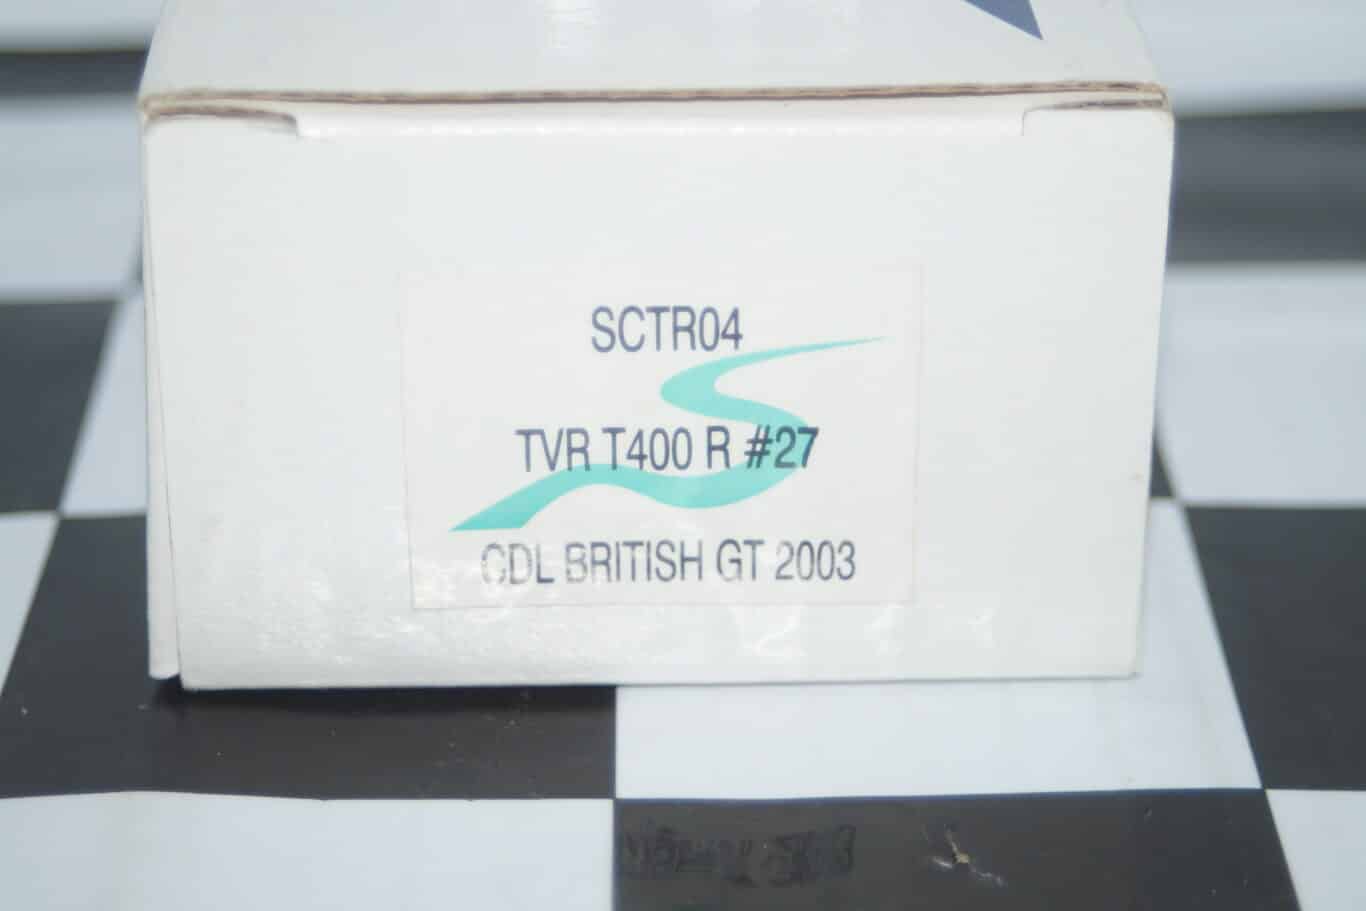 SCTR04
TVR T400 R #27
CDL BRITISH GT 2003